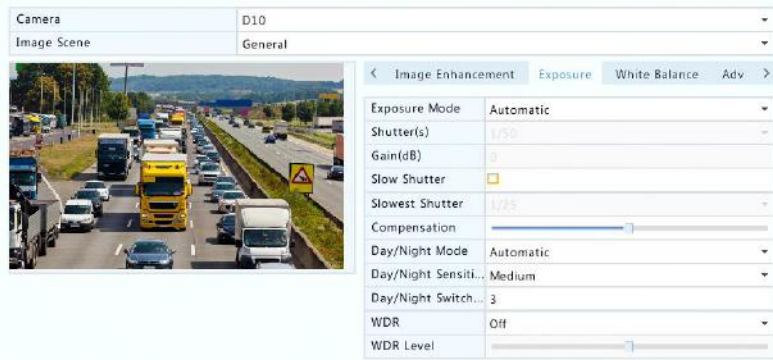 Camera D10
Image Scene General
< Image Enhancement Exposure White Balance Adv >
Exposure Mode Automatic
Shutter(s) 1/50
Gain(dB) 0
Slow Shutter
Slowest Shutter 1/25
Compensation
Day/Night Mode Automatic
Day/Night Sensiti... Medium
Day/Night Switch... 3
WDR Off
WDR Level